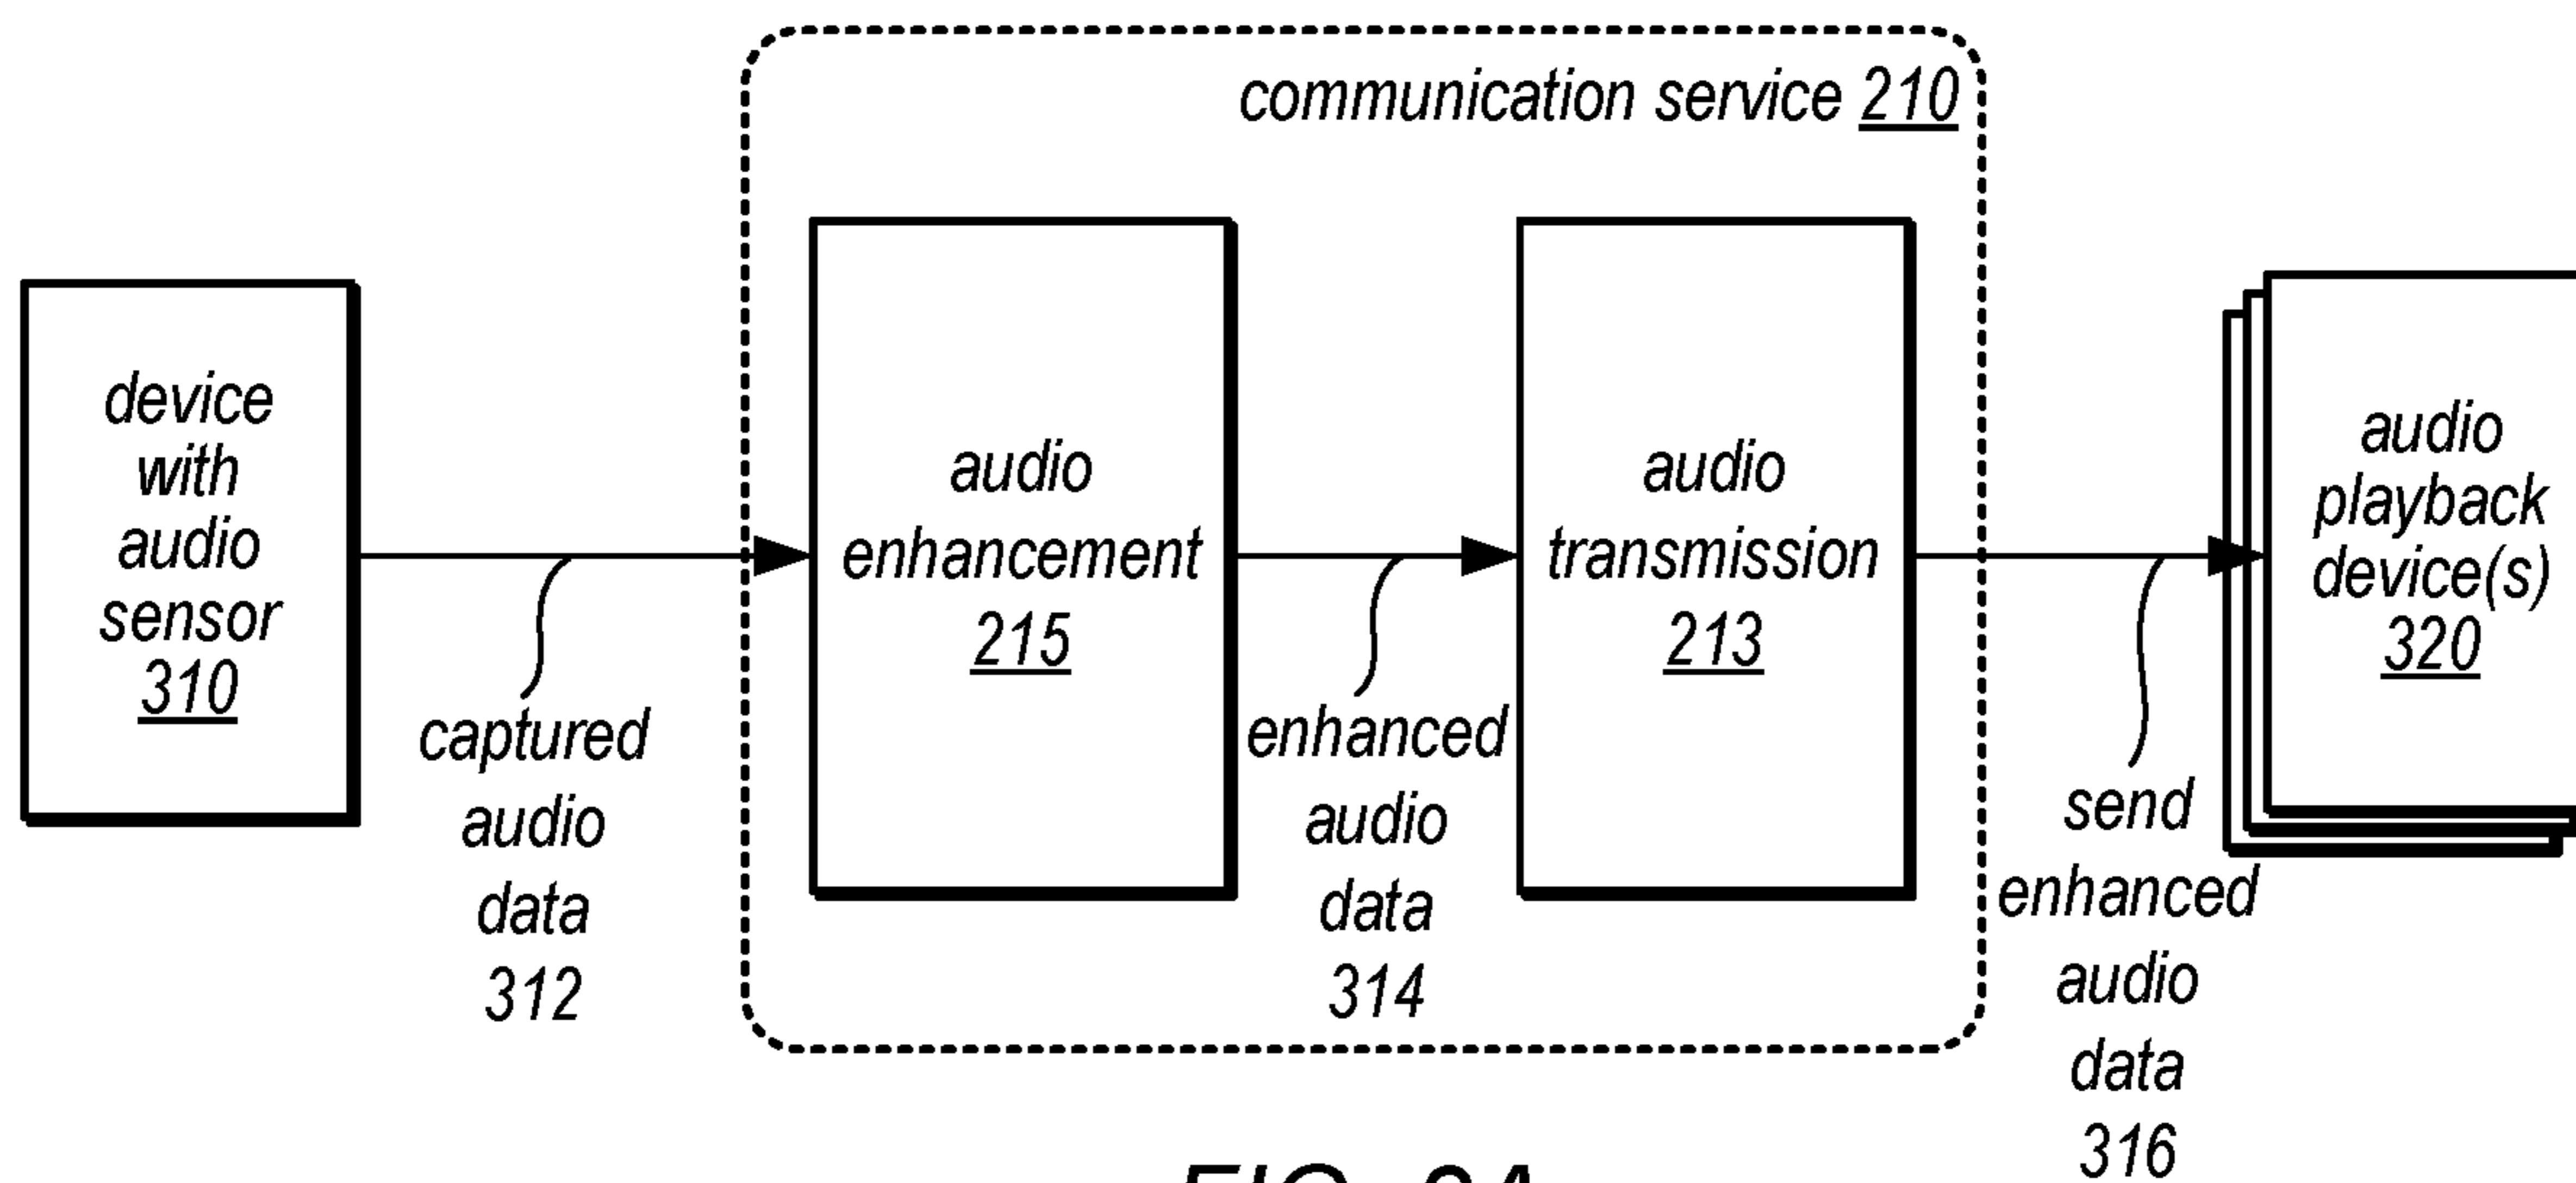 communication service 210
device
with
audio
sensor
310
captured
audio
data
312
audio
enhancement
215
enhanced
audio
data
314
audio
transmission
213
send
enhanced
audio
data
316
audio
playback
device(s)
320